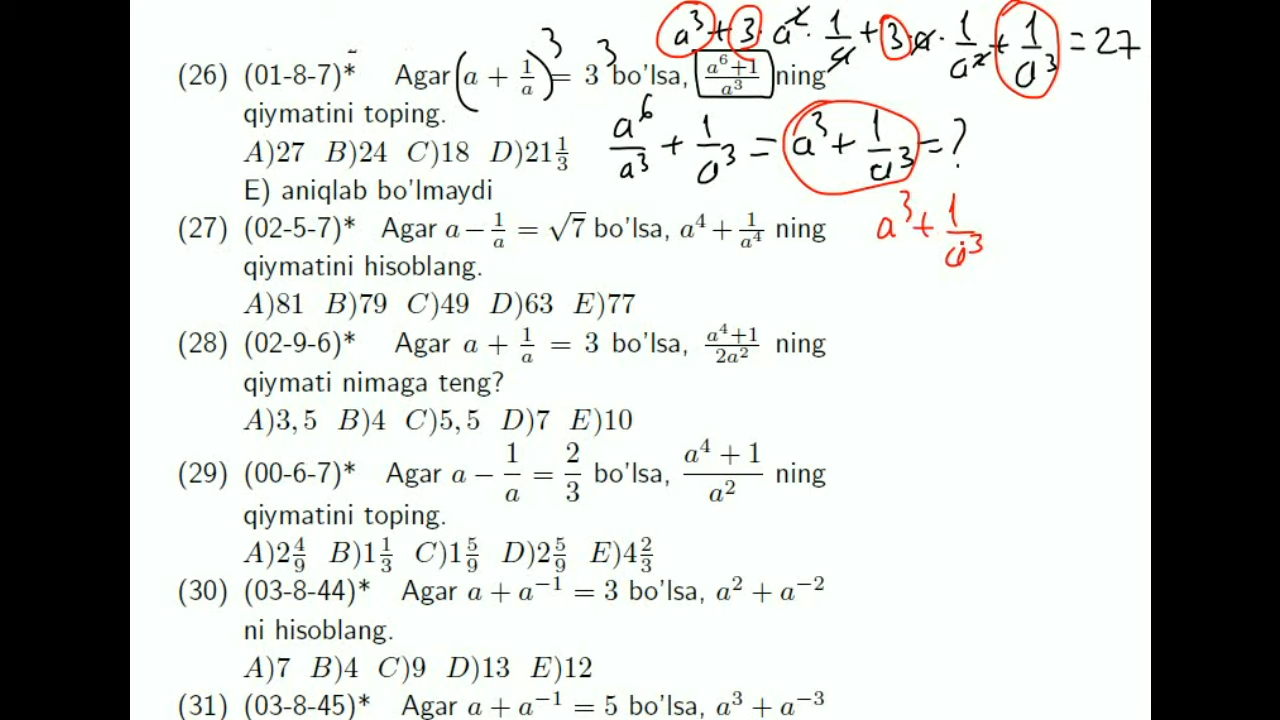 a³ + 3 · a² · 1/a + 3 · a · 1/a² + 1/a³ = 27
(26) (01-8-7)* Agar (a + 1/a)³ = 3³ bo'lsa, (a⁶+1)/a³ ning
qiymatini toping.
a⁶/a³ + 1/a³ = a³ + 1/a³ = ?
A)27 B)24 C)18 D)21 1/3
E) aniqlab bo'lmaydi
(27) (02-5-7)* Agar a − 1/a = √7 bo'lsa, a⁴ + 1/a⁴ ning
a³ + 1/a³
qiymatini hisoblang.
A)81 B)79 C)49 D)63 E)77
(28) (02-9-6)* Agar a + 1/a = 3 bo'lsa, (a⁴+1)/2a² ning
qiymati nimaga teng?
A)3, 5 B)4 C)5, 5 D)7 E)10
(29) (00-6-7)* Agar a − 1/a = 2/3 bo'lsa, (a⁴ + 1)/a² ning
qiymatini toping.
A)2 4/9 B)1 1/3 C)1 5/9 D)2 5/9 E)4 2/3
(30) (03-8-44)* Agar a + a⁻¹ = 3 bo'lsa, a² + a⁻²
ni hisoblang.
A)7 B)4 C)9 D)13 E)12
(31) (03-8-45)* Agar a + a⁻¹ = 5 bo'lsa, a³ + a⁻³